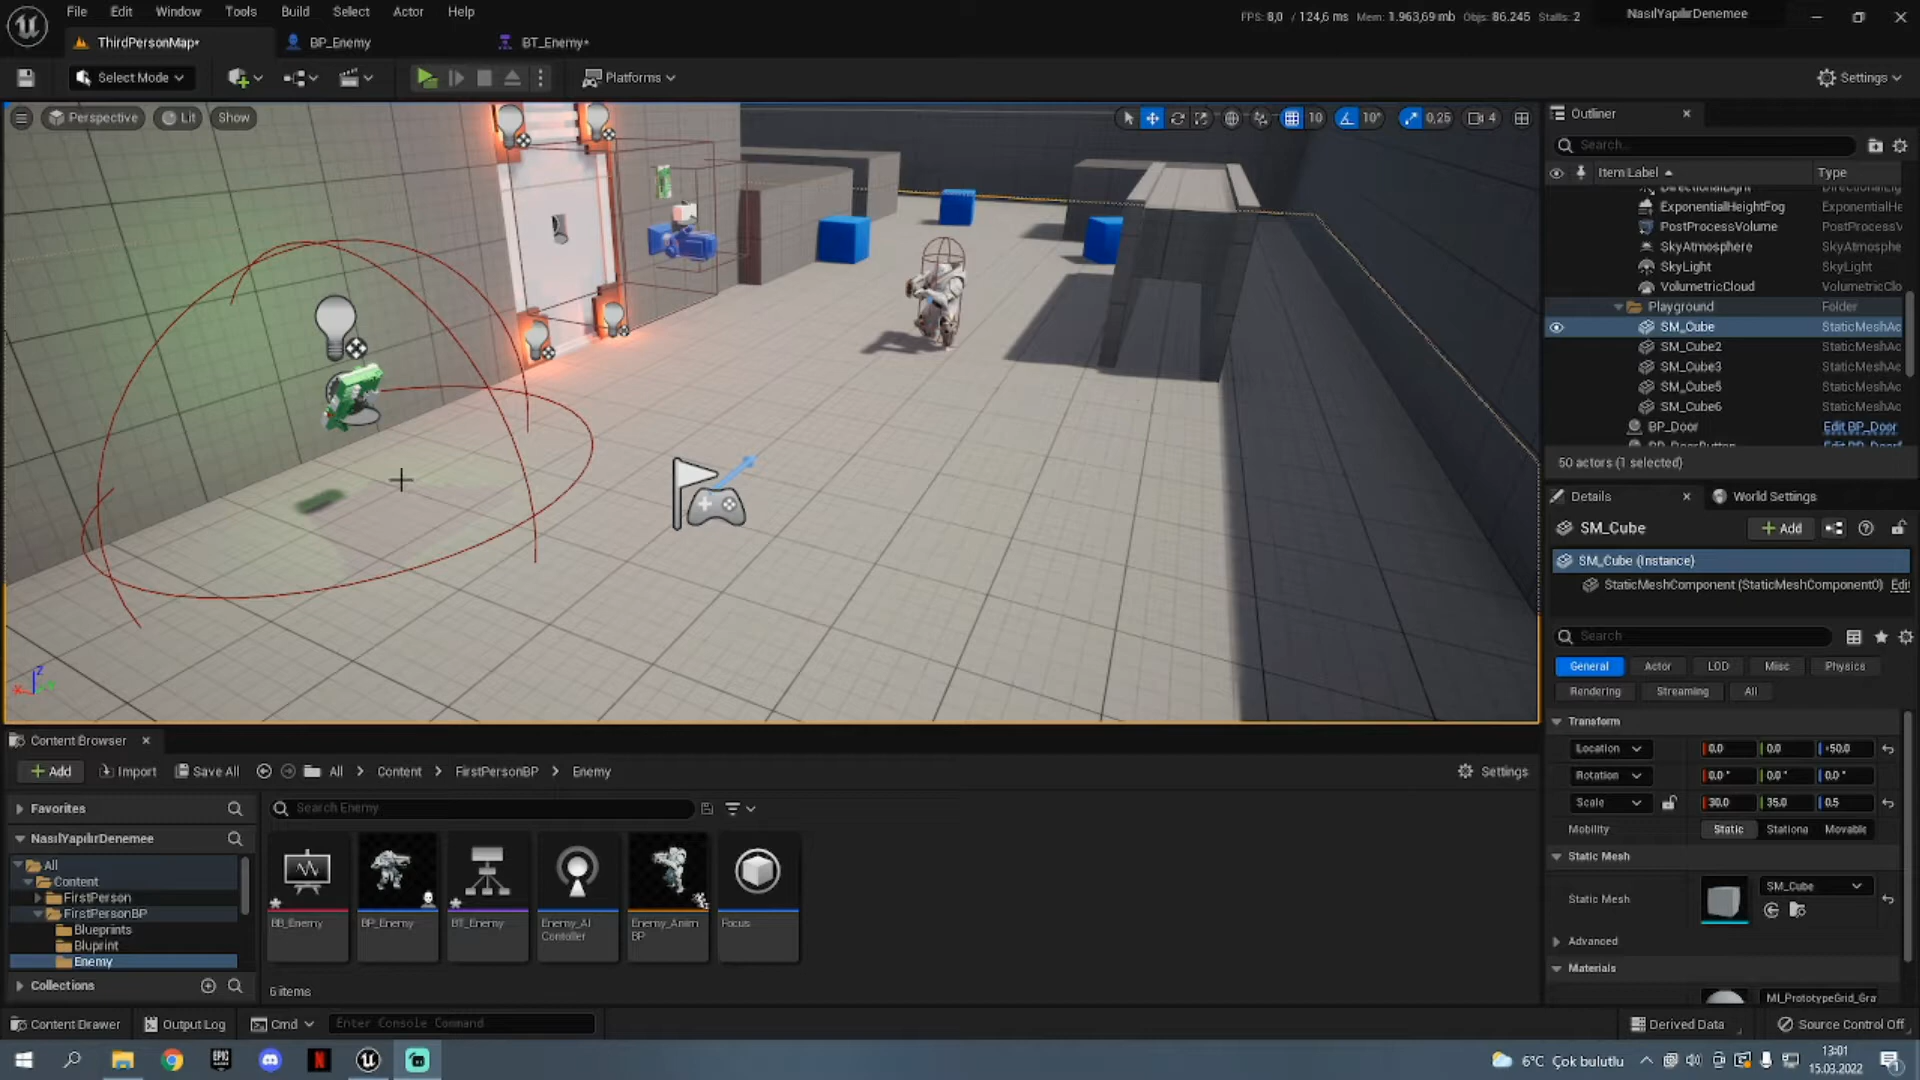 File Edit Window Tools Build Select Actor Help
FPS: 8,0 / 124,6 ms Mem: 1.963,69 mb Objs: 86.245 Stalls: 2
NasılYapılırDenemee
ThirdPersonMap*
BP_Enemy
BT_Enemy*
Select Mode
Platforms
Settings
Perspective
Lit
Show
10
10°
0,25
4
Outliner
Search...
Item Label
Type
DirectionalLight
ExponentialHeightFog ExponentialHe
PostProcessVolume PostProcessV
SkyAtmosphere SkyAtmosphe
SkyLight SkyLight
VolumetricCloud VolumetricClo
Playground Folder
SM_Cube StaticMeshAc
SM_Cube2 StaticMeshAc
SM_Cube3 StaticMeshAc
SM_Cube5 StaticMeshAc
SM_Cube6 StaticMeshAc
BP_Door Edit BP_Door
50 actors (1 selected)
Details
World Settings
SM_Cube
Add
SM_Cube (Instance)
StaticMeshComponent (StaticMeshComponent0) Edi
Search
General Actor LOD Misc Physics
Rendering Streaming All
Transform
Location 0.0 0.0 -50.0
Rotation 0.0° 0.0° 0.0°
Scale 30.0 35.0 0.5
Mobility Static Stationa Movable
Static Mesh
Static Mesh SM_Cube
Advanced
Materials
MI_PrototypeGrid_Gra
Content Browser
Add Import Save All All Content FirstPersonBP Enemy Settings
Favorites
NasılYapılırDenemee
All
Content
FirstPerson
FirstPersonBP
Blueprints
Bluprint
Enemy
Collections
Search Enemy
BB_Enemy
BP_Enemy
BT_Enemy
Enemy_AI
Controller
Enemy_Anim
BP
Focus
6 items
Content Drawer Output Log Cmd Enter Console Command
Derived Data Source Control Off
EPIC
GAMES
N
6°C Çok bulutlu
13:01
15.03.2022
1